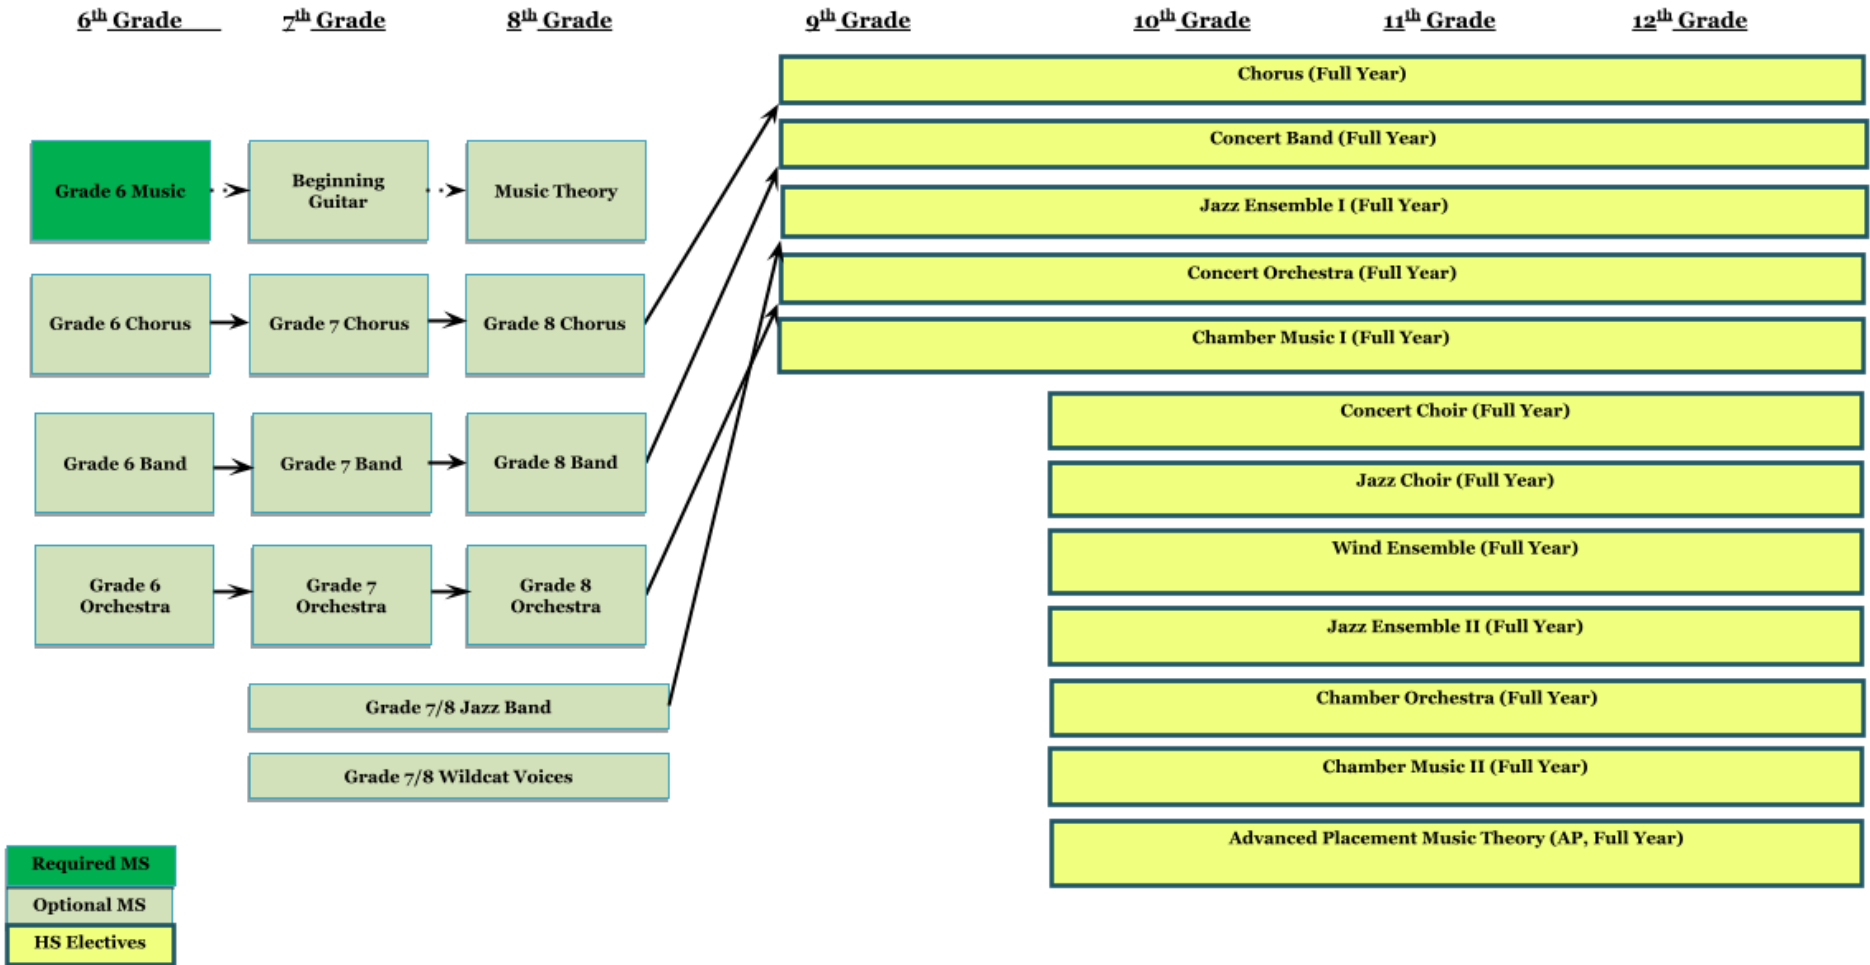 6th Grade 7th Grade 8th Grade 9th Grade 10th Grade 11th Grade 12th Grade
Chorus (Full Year)
Concert Band (Full Year)
Grade 6 Music
Beginning
Guitar
Music Theory
Jazz Ensemble I (Full Year)
Concert Orchestra (Full Year)
Grade 6 Chorus
Grade 7 Chorus
Grade 8 Chorus
Chamber Music I (Full Year)
Concert Choir (Full Year)
Grade 6 Band
Grade 7 Band
Grade 8 Band
Jazz Choir (Full Year)
Wind Ensemble (Full Year)
Grade 6
Orchestra
Grade 7
Orchestra
Grade 8
Orchestra
Jazz Ensemble II (Full Year)
Grade 7/8 Jazz Band
Chamber Orchestra (Full Year)
Grade 7/8 Wildcat Voices
Chamber Music II (Full Year)
Advanced Placement Music Theory (AP, Full Year)
Required MS
Optional MS
HS Electives